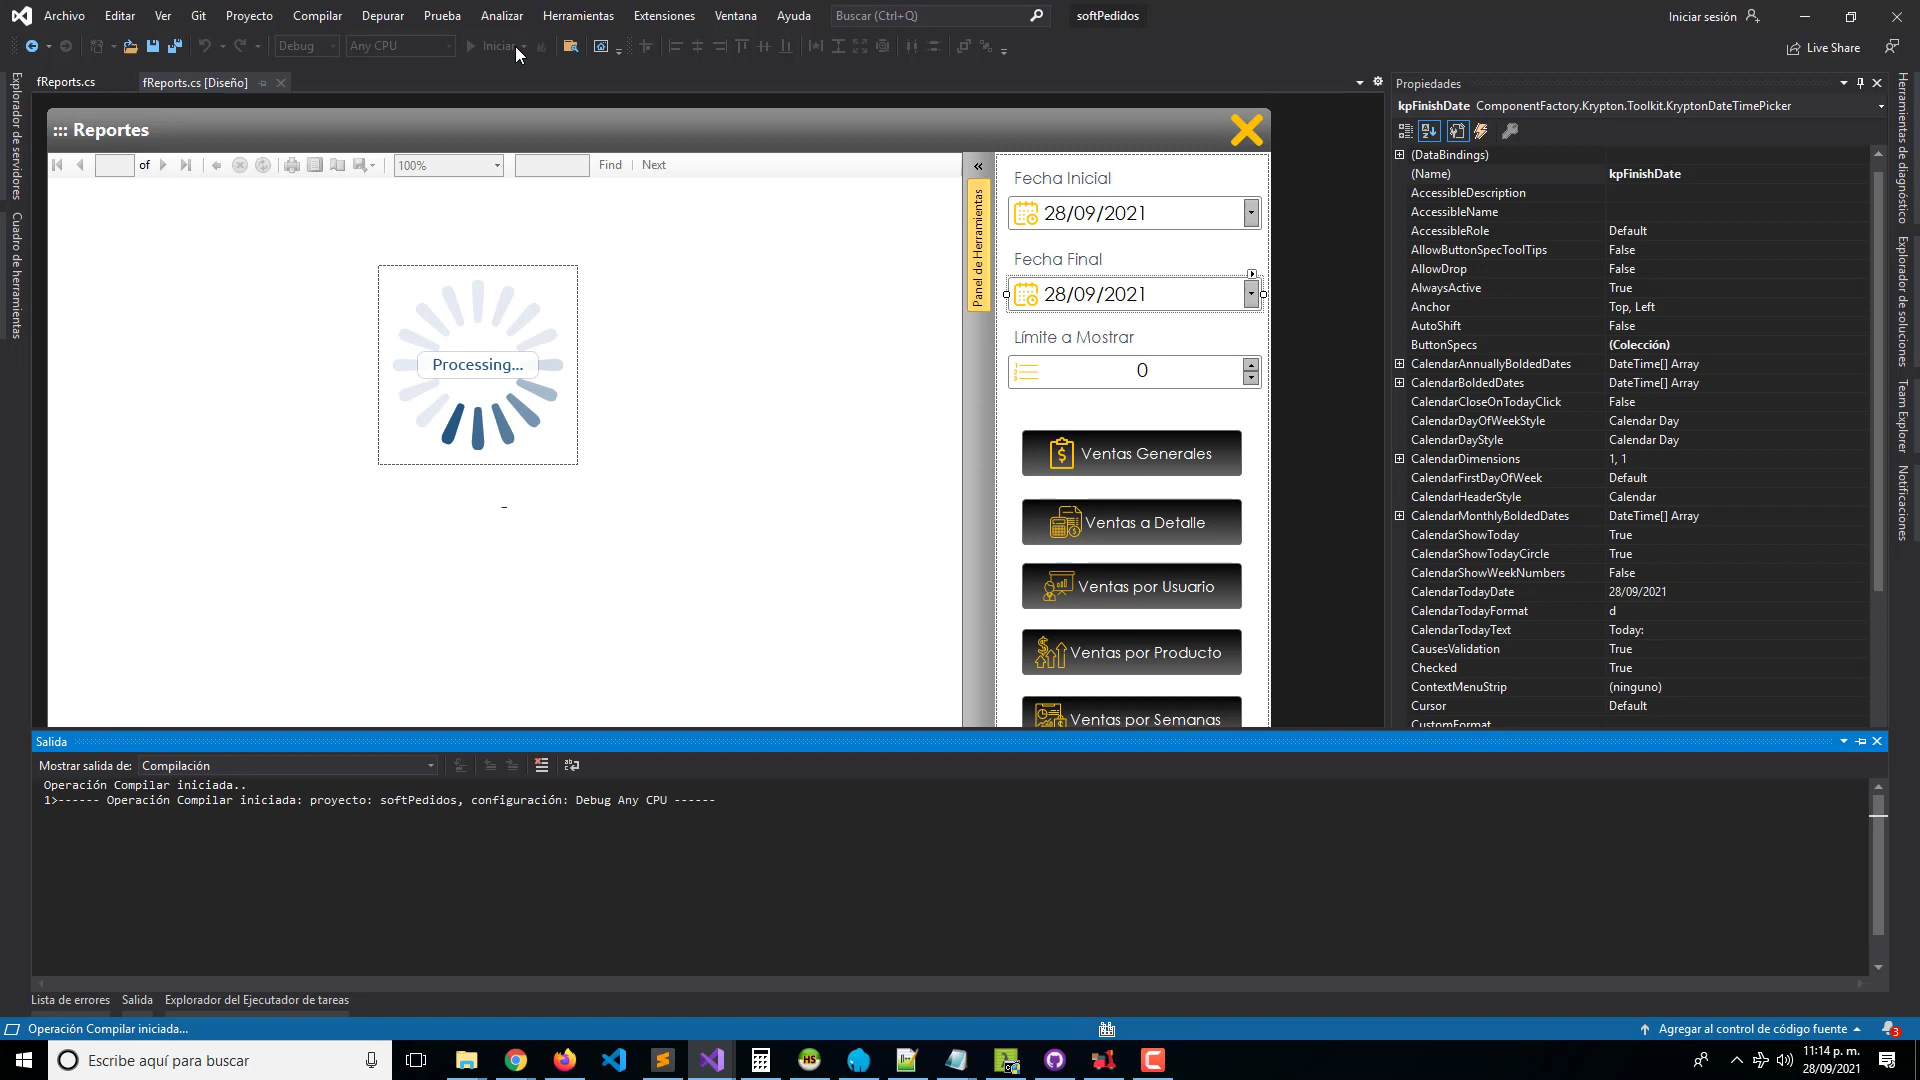 Archivo Editar Ver Git Proyecto Compilar Depurar Prueba Analizar Herramientas Extensiones Ventana Ayuda Buscar (Ctrl+Q) softPedidos Iniciar sesión
Debug Any CPU Iniciar Live Share
fReports.cs fReports.cs [Diseño]
Explorador de servidores
Cuadro de herramientas
::: Reportes
of 100% Find Next
Processing...
Panel de Herramientas
Fecha Inicial
28/09/2021
Fecha Final
28/09/2021
Límite a Mostrar
0
Ventas Generales
Ventas a Detalle
Ventas por Usuario
Ventas por Producto
Ventas por Semanas
Propiedades
kpFinishDate ComponentFactory.Krypton.Toolkit.KryptonDateTimePicker
(DataBindings)
(Name) kpFinishDate
AccessibleDescription
AccessibleName
AccessibleRole Default
AllowButtonSpecToolTips False
AllowDrop False
AlwaysActive True
Anchor Top, Left
AutoShift False
ButtonSpecs (Colección)
CalendarAnnuallyBoldedDates DateTime[] Array
CalendarBoldedDates DateTime[] Array
CalendarCloseOnTodayClick False
CalendarDayOfWeekStyle Calendar Day
CalendarDayStyle Calendar Day
CalendarDimensions 1, 1
CalendarFirstDayOfWeek Default
CalendarHeaderStyle Calendar
CalendarMonthlyBoldedDates DateTime[] Array
CalendarShowToday True
CalendarShowTodayCircle True
CalendarShowWeekNumbers False
CalendarTodayDate 28/09/2021
CalendarTodayFormat d
CalendarTodayText Today:
CausesValidation True
Checked True
ContextMenuStrip (ninguno)
Cursor Default
CustomFormat
Herramientas de diagnóstico
Explorador de soluciones
Team Explorer
Notificaciones
Salida
Mostrar salida de: Compilación
Operación Compilar iniciada..
1>------ Operación Compilar iniciada: proyecto: softPedidos, configuración: Debug Any CPU ------
Lista de errores Salida Explorador del Ejecutador de tareas
Operación Compilar iniciada... Agregar al control de código fuente 3
Escribe aquí para buscar
HS
11:14 p. m.
28/09/2021